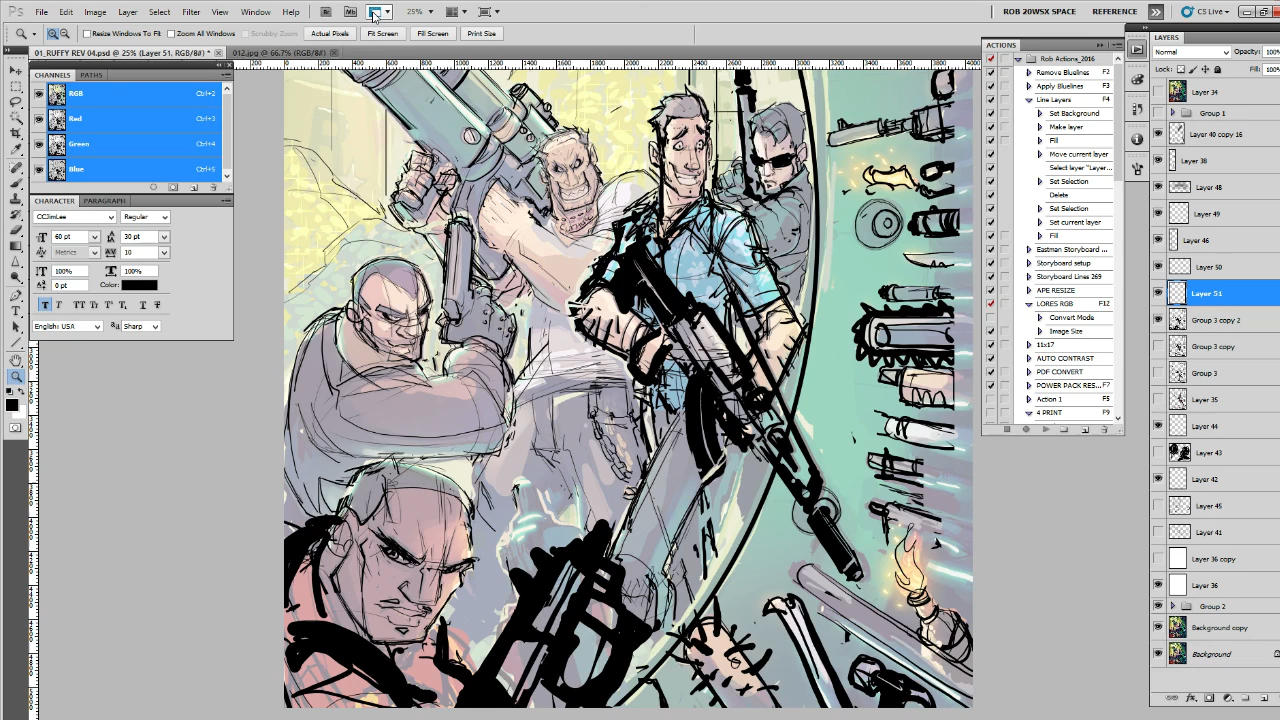 Ps File Edit Image Layer Select Filter View Window Help Br Mb 25% ROB 20WSX SPACE REFERENCE CS Live
Resize Windows To Fit Zoom All Windows Scrubby Zoom Actual Pixels Fit Screen Fill Screen Print Size
01_RUFFY REV 04.psd @ 25% (Layer 51, RGB/8#) * 012.jpg @ 66.7% (RGB/8#)
CHANNELS PATHS
RGB Ctrl+2
Red Ctrl+3
Green Ctrl+4
Blue Ctrl+5
CHARACTER PARAGRAPH
CCJimLee Regular
60 pt 30 pt
Metrics 10
100% 100%
0 pt Color:
English: USA Sharp
ACTIONS
Rob Actions_2016
Remove Bluelines F2
Apply Bluelines F3
Line Layers F4
Set Background
Make layer
Fill
Move current layer
Select layer "Layer...
Set Selection
Delete
Set Selection
Set current layer
Fill
Eastman Storyboard ...
Storyboard setup
Storyboard Lines 269
APE RESIZE
LORES RGB F12
Convert Mode
Image Size
11x17
AUTO CONTRAST
PDF CONVERT
POWER PACK RES... F7
Action 1 F5
4 PRINT F9
LAYERS
Normal Opacity: 100%
Lock: Fill: 100%
Layer 34
Group 1
Layer 40 copy 16
Layer 38
Layer 48
Layer 49
Layer 46
Layer 50
Layer 51
Group 3 copy 2
Group 3 copy
Group 3
Layer 35
Layer 44
Layer 43
Layer 42
Layer 45
Layer 41
Layer 36 copy
Layer 36
Group 2
Background copy
Background